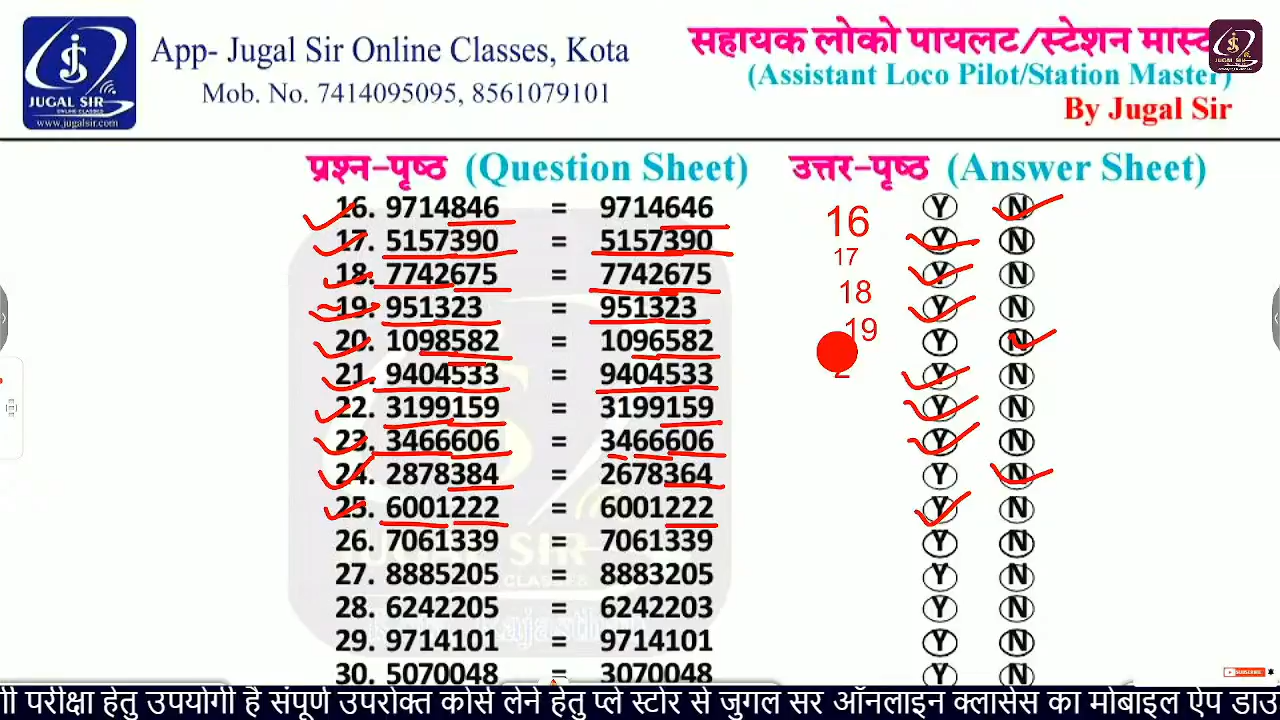 JUGAL SIR
ONLINE CLASSES
www.jugalsir.com
App- Jugal Sir Online Classes, Kota
Mob. No. 7414095095, 8561079101
सहायक लोको पायलट/स्टेशन
(Assistant Loco Pilot/Station Master)
By Jugal Sir
प्रश्न-पृष्ठ (Question Sheet) उत्तर-पृष्ठ (Answer Sheet)
16. 9714846 = 9714646 16 Y N
17. 5157390 = 5157390 17 Y N
18. 7742675 = 7742675 18 Y N
19. 951323 = 951323 19 Y N
20. 1098582 = 1096582 Y N
21. 9404533 = 9404533 2 Y N
22. 3199159 = 3199159 Y N
23. 3466606 = 3466606 Y N
24. 2878384 = 2678364 Y N
25. 6001222 = 6001222 Y N
26. 7061339 = 7061339 Y N
27. 8885205 = 8883205 Y N
28. 6242205 = 6242203 Y N
29. 9714101 = 9714101 Y N
30. 5070048 = 3070048 Y N
SUBSCRIBE
परीक्षा हेतु उपयोगी है संपूर्ण उपरोक्त कोर्स लेने हेतु प्ले स्टोर से जुगल सर ऑनलाइन क्लासेस का मोबाइल ऐप